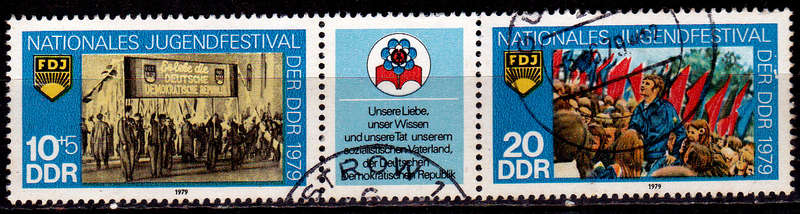 NATIONALES JUGENDFESTIVAL
DER DDR 1979
FDJ
Es lebe die
DEUTSCHE
DEMOKRATISCHE REPUBLIK
10+5
DDR
1979
Unsere Liebe,
unser Wissen
und unsere Tat unserem
sozialistischen Vaterland,
der Deutschen
Demokratischen Republik
NATIONALES JUGENDFESTIVAL
DER DDR 1979
FDJ
20
DDR
1979
STROW 1